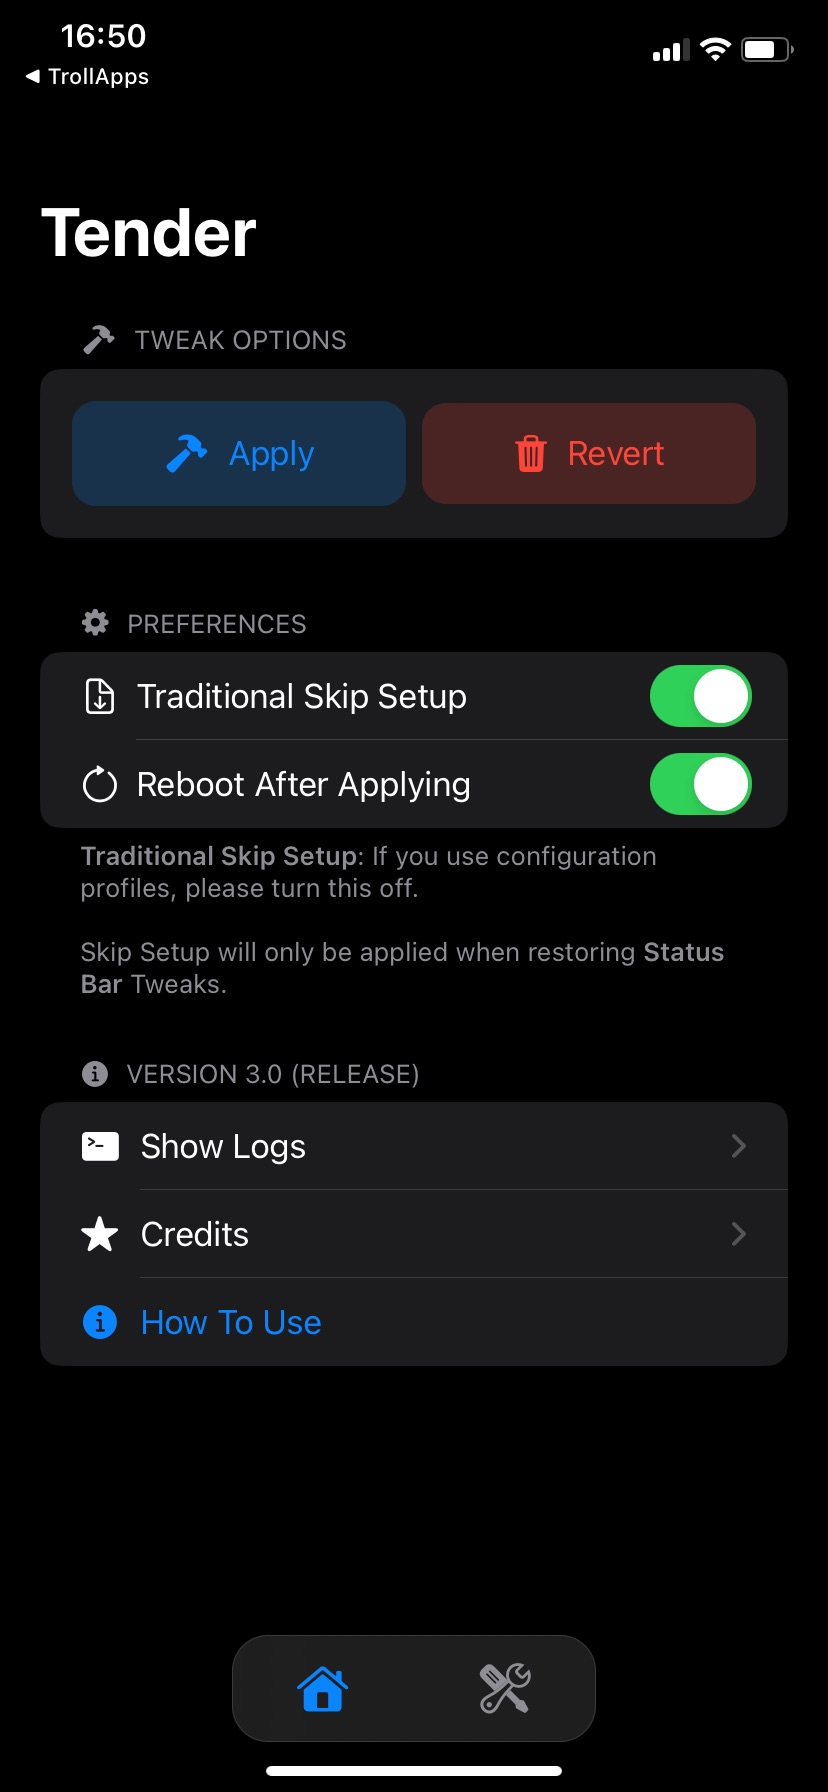 16:50
◀ TrollApps
Tender
TWEAK OPTIONS
Apply
Revert
PREFERENCES
Traditional Skip Setup
Reboot After Applying
Traditional Skip Setup: If you use configuration
profiles, please turn this off.
Skip Setup will only be applied when restoring Status
Bar Tweaks.
VERSION 3.0 (RELEASE)
Show Logs
Credits
How To Use